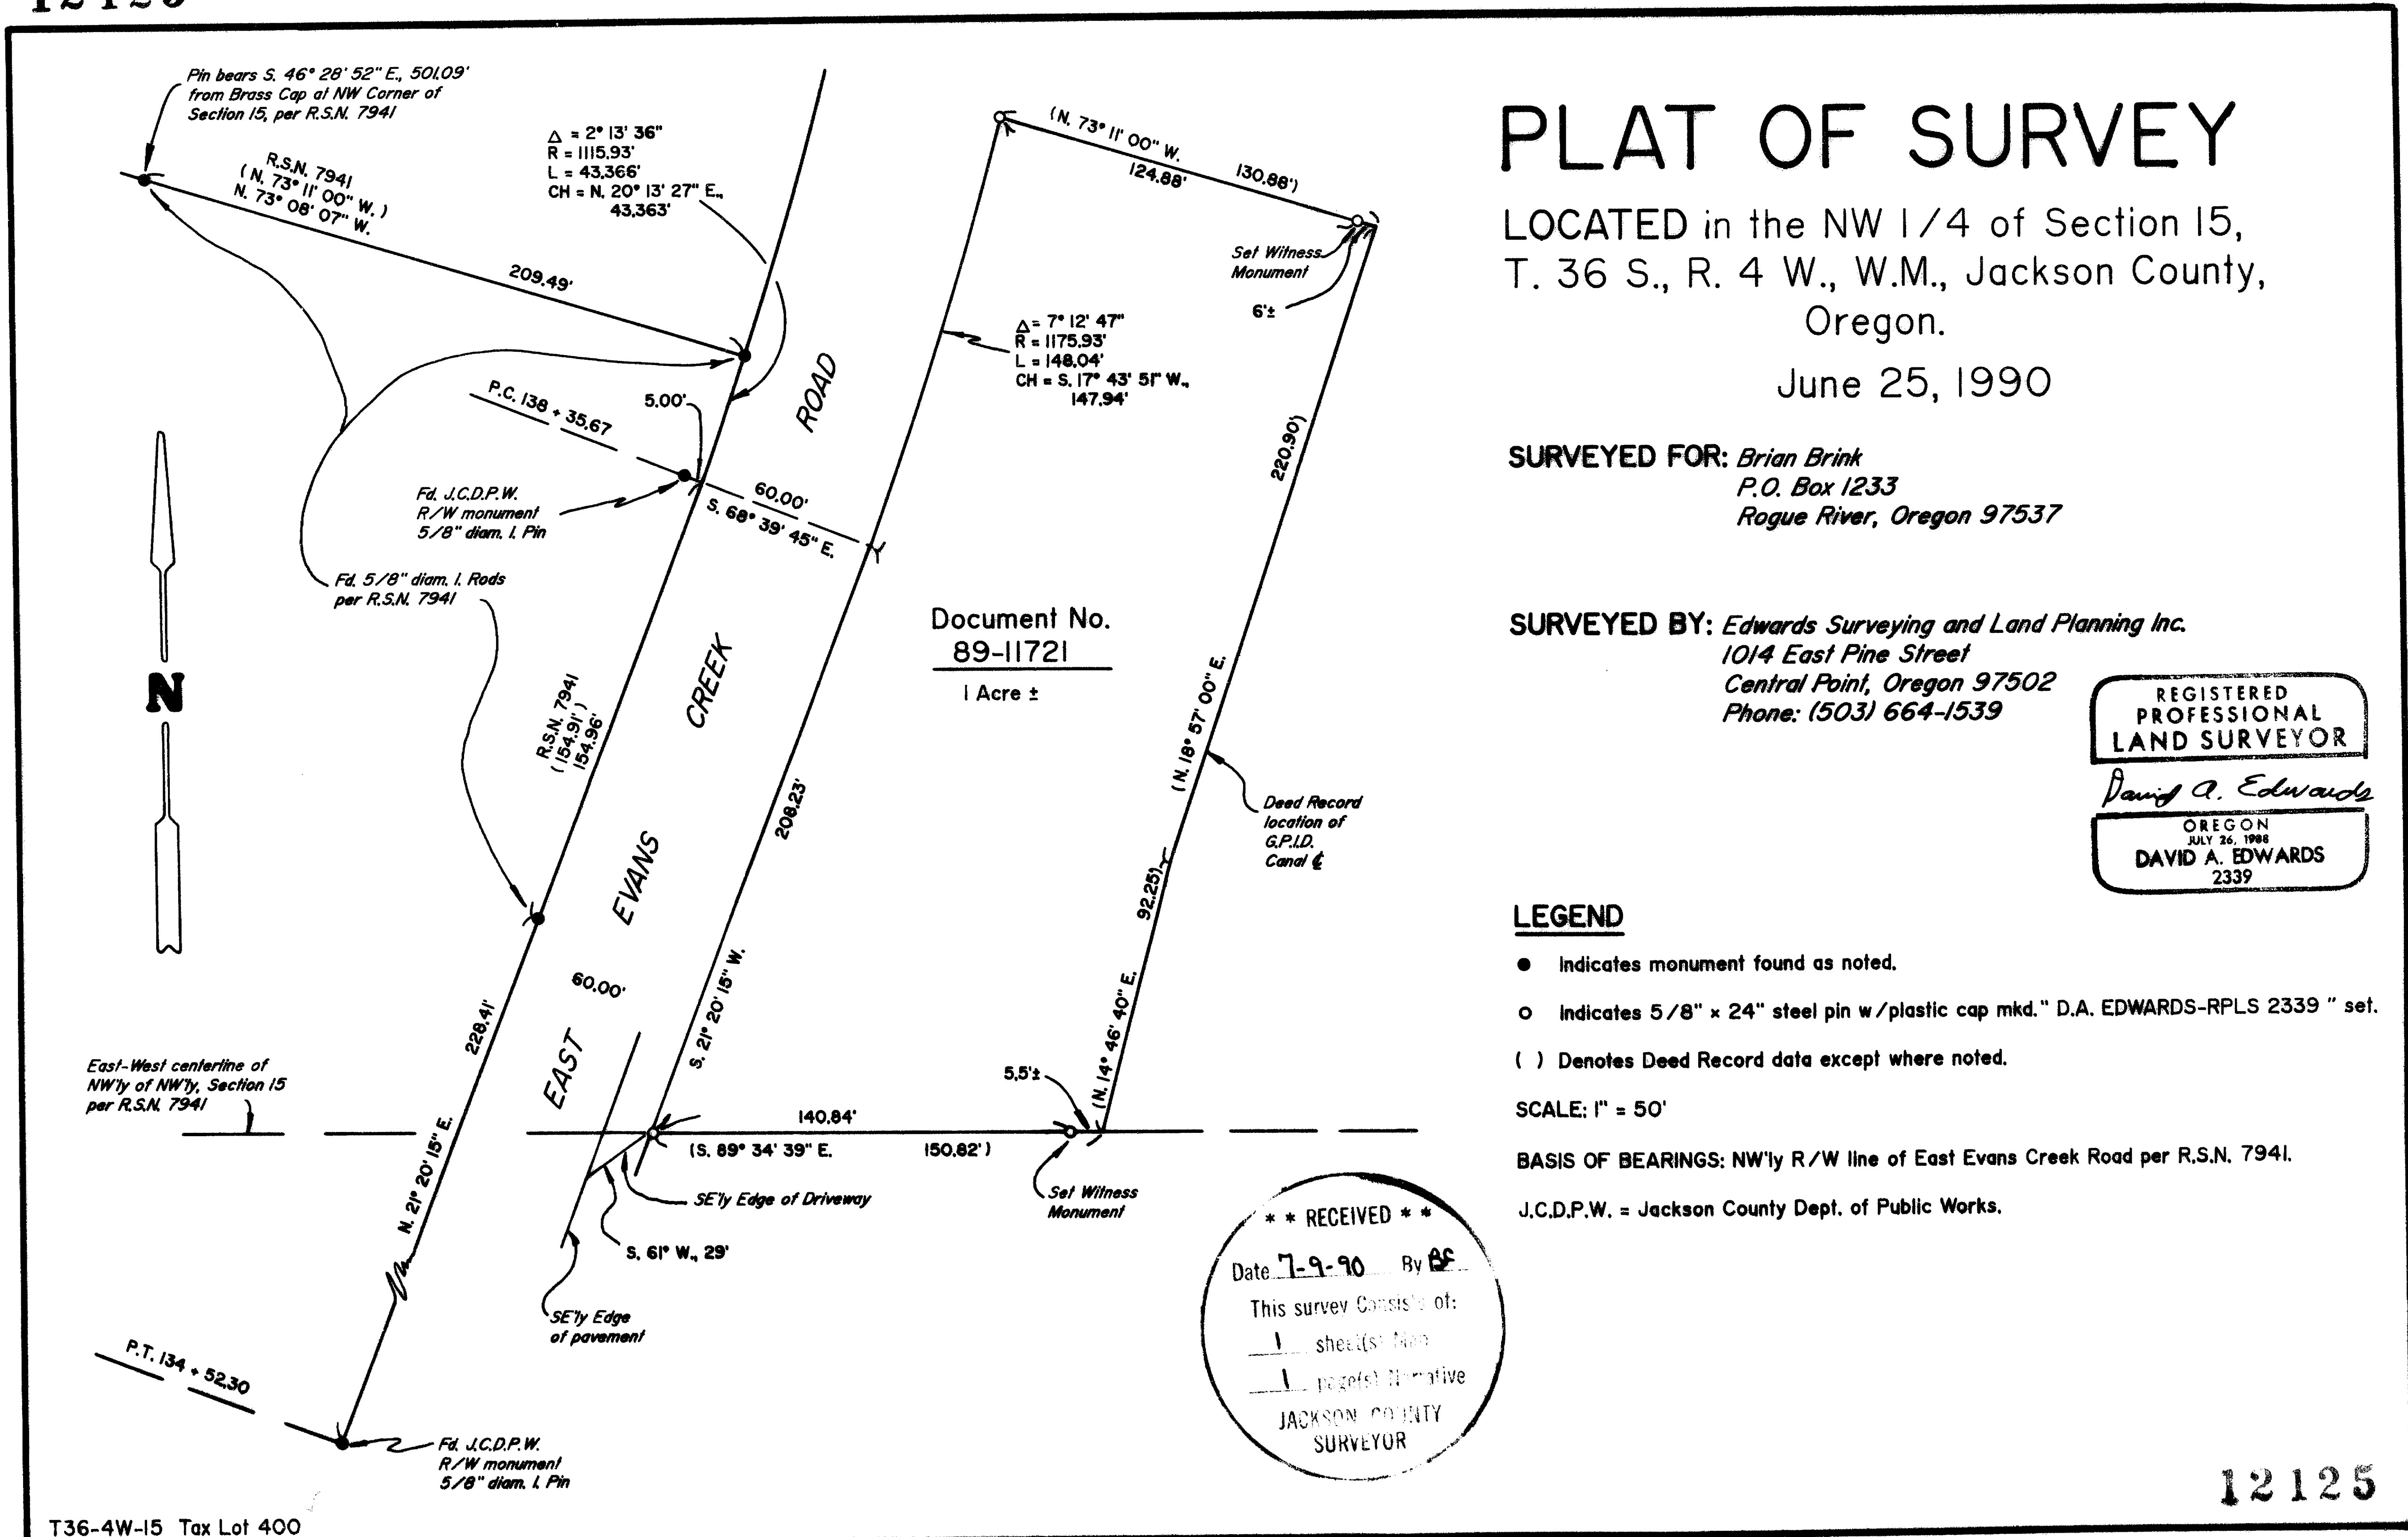 Pin bears S. 46° 28' 52" E., 501.09'
from Brass Cap at NW Corner of
Section 15, per R.S.N. 7941
R.S.N. 7941
( N. 73° 11' 00" W. )
N. 73° 08' 07" W.
209.49'
Δ = 2° 13' 36"
R = 1115.93'
L = 43.366'
CH = N. 20° 13' 27" E.,
43.363'
(N. 73° 11' 00" W. 130.88')
124.88'
Set Witness
Monument
6'±
Δ = 7° 12' 47"
R = 1175.93'
L = 148.04'
CH = S. 17° 43' 51" W.,
147.94'
P.C. 138 + 35.67
5.00'
60.00'
S. 68° 39' 45" E.
Fd. J.C.D.P.W.
R/W monument
5/8" diam. I. Pin
Fd. 5/8" diam. I. Rods
per R.S.N. 7941
N
R.S.N. 7941
(154.91')
154.96'
EAST EVANS CREEK ROAD
Document No.
89-11721
1 Acre ±
208.23'
S. 21° 20' 15" W.
(N. 18° 57' 00" E. 220.90')
Deed Record
location of
G.P.I.D.
Canal ℄
(N. 14° 46' 40" E. 92.25')
60.00'
228.41'
N. 21° 20' 15" E.
East-West centerline of
NW'ly of NW'ly, Section 15
per R.S.N. 7941
5.5'±
140.84'
(S. 89° 34' 39" E. 150.82')
SE'ly Edge of Driveway
S. 61° W., 29'
SE'ly Edge
of pavement
Set Witness
Monument
P.T. 134 + 52.30
Fd. J.C.D.P.W.
R/W monument
5/8" diam. I. Pin
T36-4W-15 Tax Lot 400
PLAT OF SURVEY
LOCATED in the NW 1/4 of Section 15,
T. 36 S., R. 4 W., W.M., Jackson County,
Oregon.
June 25, 1990
SURVEYED FOR: Brian Brink
P.O. Box 1233
Rogue River, Oregon 97537
SURVEYED BY: Edwards Surveying and Land Planning Inc.
1014 East Pine Street
Central Point, Oregon 97502
Phone: (503) 664-1539
REGISTERED
PROFESSIONAL
LAND SURVEYOR
David A. Edwards
OREGON
JULY 26, 1988
DAVID A. EDWARDS
2339
LEGEND
● Indicates monument found as noted.
○ Indicates 5/8" x 24" steel pin w/plastic cap mkd." D.A. EDWARDS-RPLS 2339 " set.
( ) Denotes Deed Record data except where noted.
SCALE: 1" = 50'
BASIS OF BEARINGS: NW'ly R/W line of East Evans Creek Road per R.S.N. 7941.
J.C.D.P.W. = Jackson County Dept. of Public Works.
* * RECEIVED * *
Date 7-9-90 By BF
This survey Consists of:
1 sheet(s) Map
1 page(s) Narrative
JACKSON COUNTY
SURVEYOR
12125